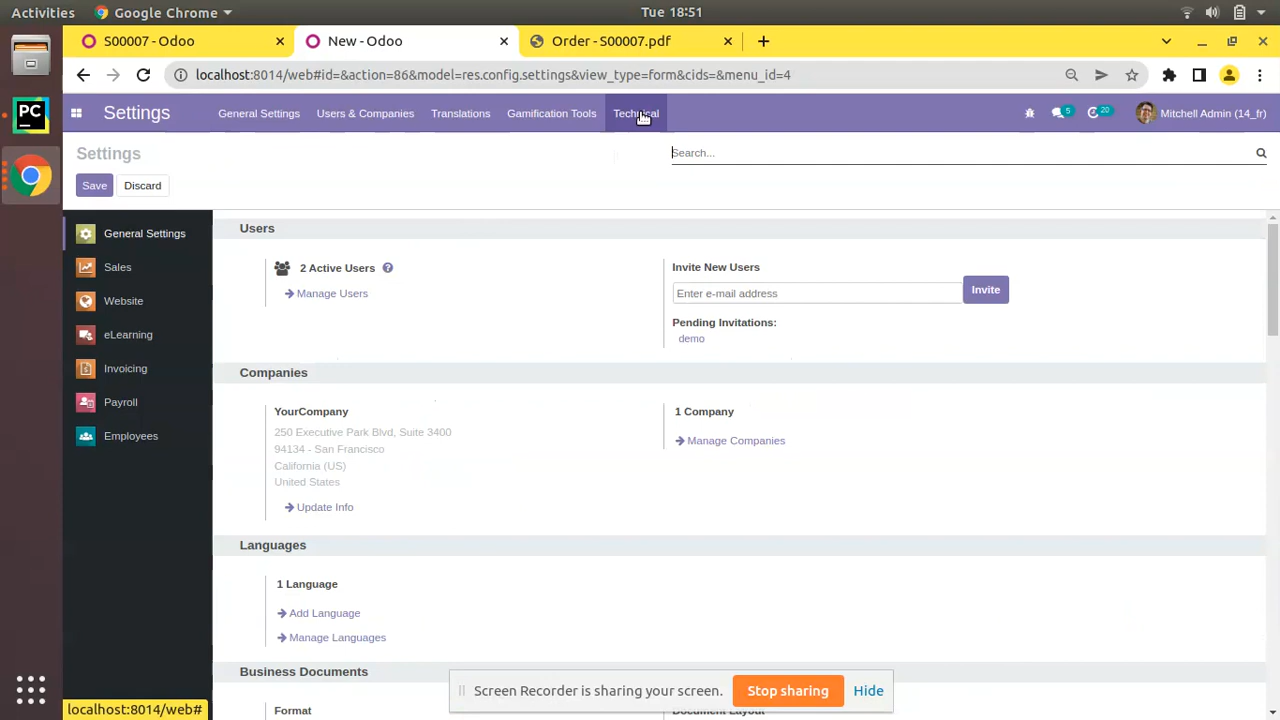 Activities Google Chrome Tue 18:51
S00007 - Odoo New - Odoo Order - S00007.pdf
localhost:8014/web#id=&action=86&model=res.config.settings&view_type=form&cids=&menu_id=4
PC Settings General Settings Users & Companies Translations Gamification Tools Technical 5 20 Mitchell Admin (14_fr)
Settings Search...
Save Discard
General Settings
Sales
Website
eLearning
Invoicing
Payroll
Employees
Users
2 Active Users ?
Manage Users
Invite New Users
Enter e-mail address Invite
Pending Invitations:
demo
Companies
YourCompany
250 Executive Park Blvd, Suite 3400
94134 - San Francisco
California (US)
United States
Update Info
1 Company
Manage Companies
Languages
1 Language
Add Language
Manage Languages
Business Documents
Format
Screen Recorder is sharing your screen. Stop sharing Hide
Document Layout
localhost:8014/web#